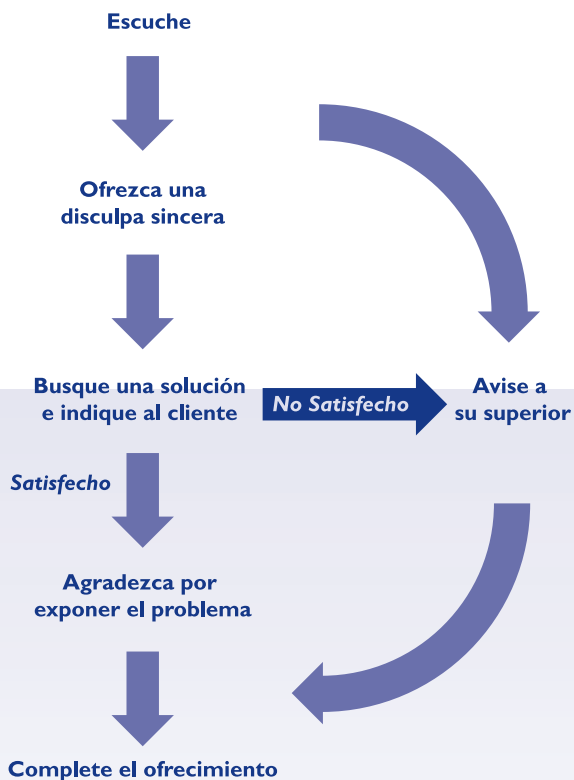 Escuche
Ofrezca una
disculpa sincera
Busque una solución
e indique al cliente
No Satisfecho
Avise a
su superior
Satisfecho
Agradezca por
exponer el problema
Complete el ofrecimiento